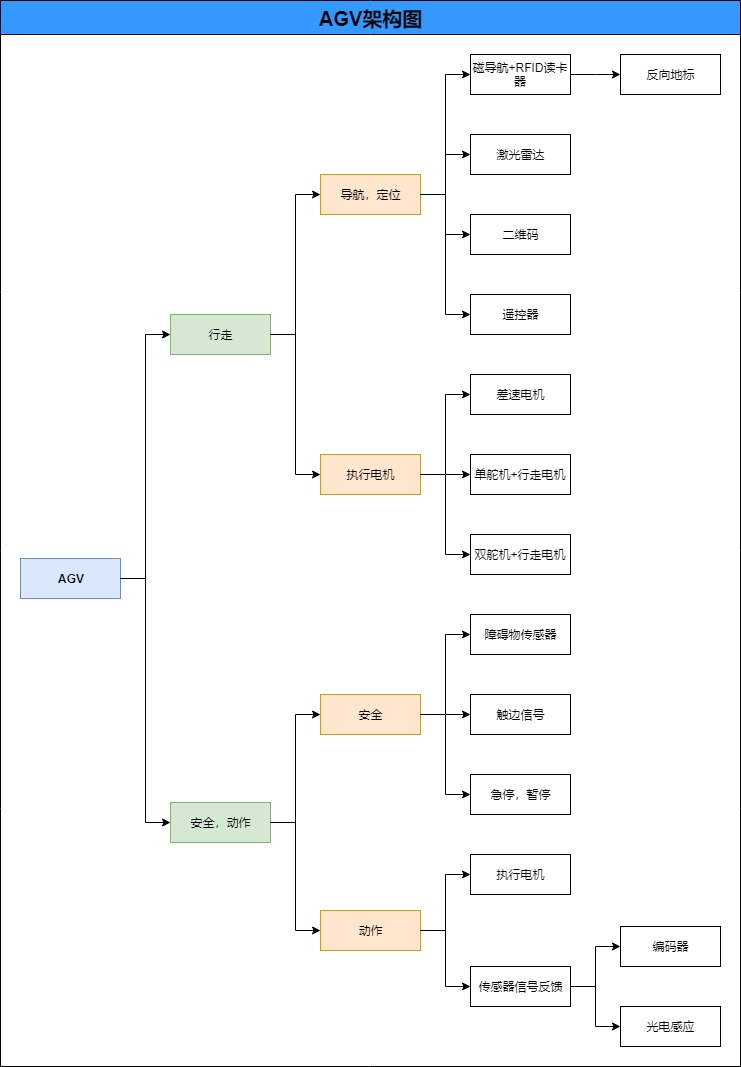 AGV架构图
磁导航+RFID读卡
器
反向地标
激光雷达
导航，定位
二维码
遥控器
行走
差速电机
执行电机
单舵机+行走电机
双舵机+行走电机
AGV
障碍物传感器
安全
触边信号
急停，暂停
安全，动作
执行电机
动作
编码器
传感器信号反馈
光电感应